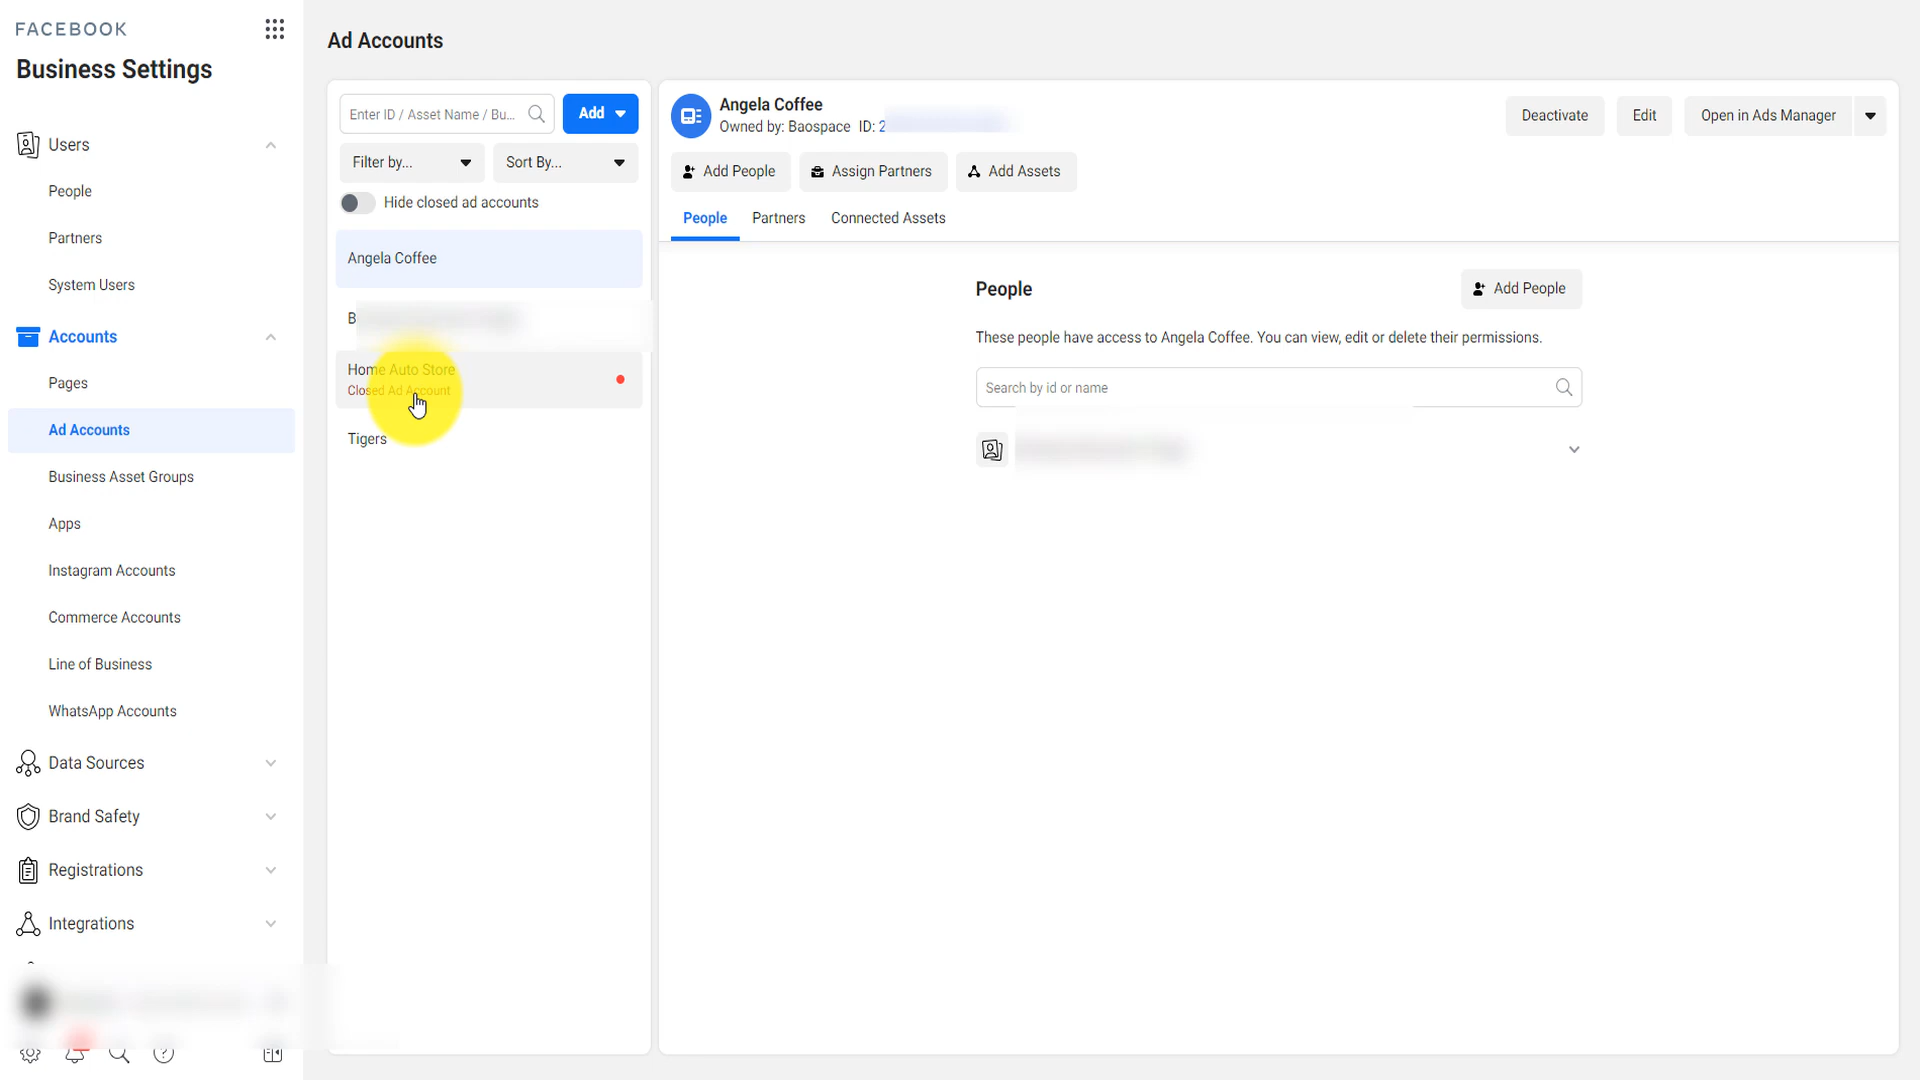 FACEBOOK
Business Settings
Users
People
Partners
System Users
Accounts
Pages
Ad Accounts
Business Asset Groups
Apps
Instagram Accounts
Commerce Accounts
Line of Business
WhatsApp Accounts
Data Sources
Brand Safety
Registrations
Integrations
Ad Accounts
Enter ID / Asset Name / Bu...
Add
Filter by...
Sort By...
Hide closed ad accounts
Angela Coffee
B
Home Auto Store
Closed Ad Account
Tigers
Angela Coffee
Owned by: Baospace ID: 2
Deactivate
Edit
Open in Ads Manager
Add People
Assign Partners
Add Assets
People
Partners
Connected Assets
People
Add People
These people have access to Angela Coffee. You can view, edit or delete their permissions.
Search by id or name